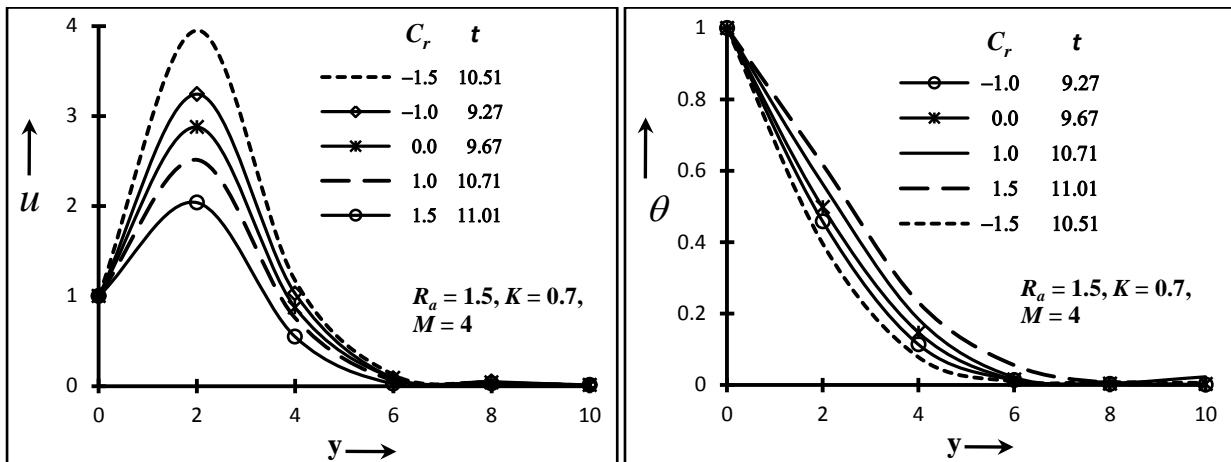 4
3
2
1
0
u
0 2 4 6 8 10
y
C_r t
–1.5 10.51
–1.0 9.27
0.0 9.67
1.0 10.71
1.5 11.01
R_a = 1.5, K = 0.7,
M = 4
1
0.8
0.6
0.4
0.2
0
θ
0 2 4 6 8 10
y
C_r t
–1.0 9.27
0.0 9.67
1.0 10.71
1.5 11.01
–1.5 10.51
R_a = 1.5, K = 0.7,
M = 4